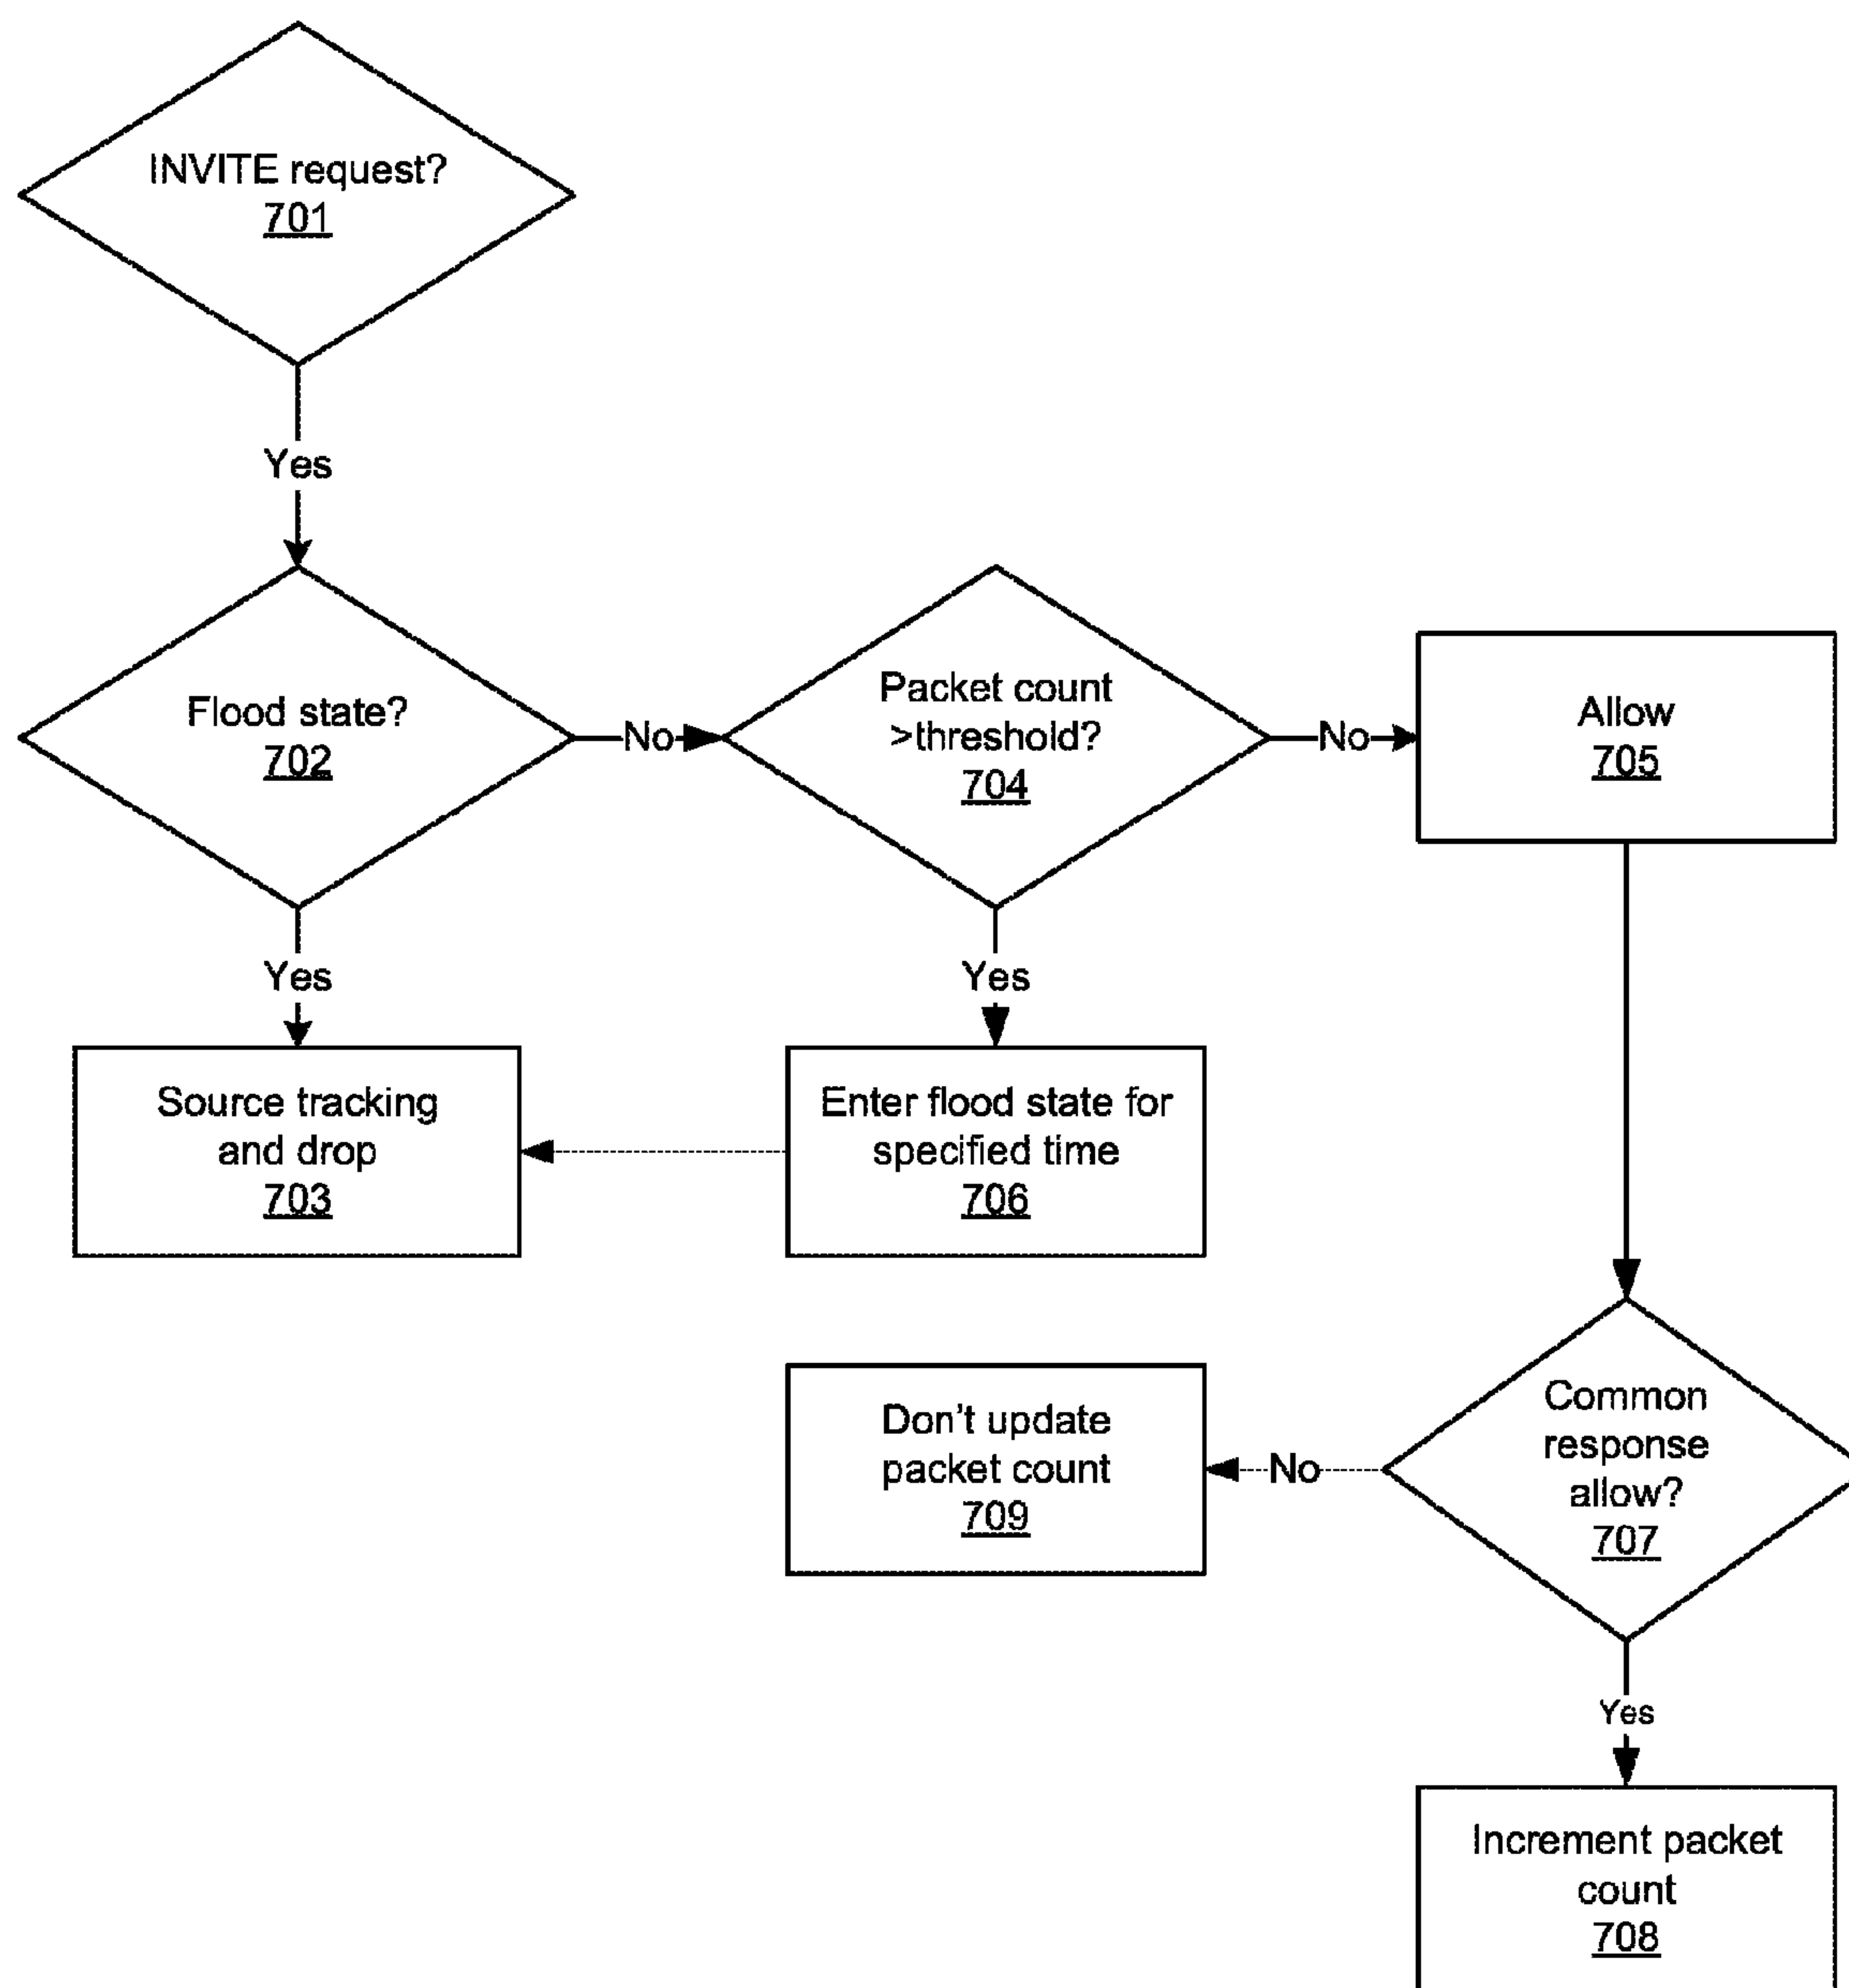 INVITE request?
701
Yes
Flood state?
702
No
Packet count
>threshold?
704
No
Allow
705
Yes
Yes
Source tracking
and drop
703
Enter flood state for
specified time
706
Don't update
packet count
709
No
Common
response
allow?
707
Yes
Increment packet
count
708